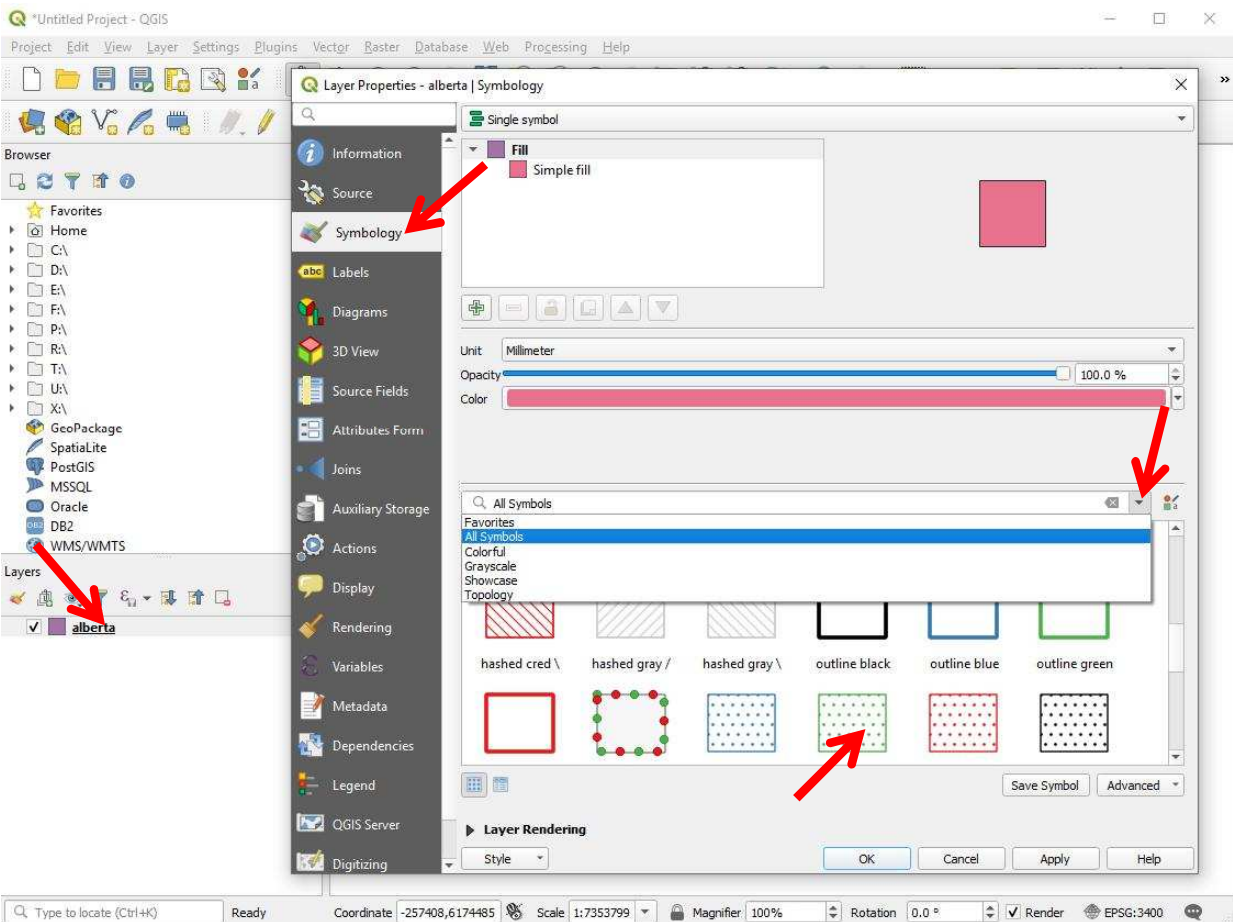 *Untitled Project - QGIS
Project Edit View Layer Settings Plugins Vector Raster Database Web Processing Help
Layer Properties - alberta | Symbology
Single symbol
Browser
Favorites
Home
C:\
D:\
E:\
F:\
P:\
R:\
T:\
U:\
X:\
GeoPackage
SpatiaLite
PostGIS
MSSQL
Oracle
DB2
WMS/WMTS
Layers
alberta
Information
Source
Symbology
abc Labels
Diagrams
3D View
Source Fields
Attributes Form
Joins
Auxiliary Storage
Actions
Display
Rendering
Variables
Metadata
Dependencies
Legend
QGIS Server
Digitizing
Fill
Simple fill
Unit Millimeter
Opacity 100.0 %
Color
All Symbols
Favorites
All Symbols
Colorful
Grayscale
Showcase
Topology
hashed cred \ hashed gray / hashed gray \ outline black outline blue outline green
Save Symbol Advanced
Layer Rendering
Style OK Cancel Apply Help
Type to locate (Ctrl+K) Ready Coordinate -257408,6174485 Scale 1:7353799 Magnifier 100% Rotation 0.0 ° Render EPSG:3400